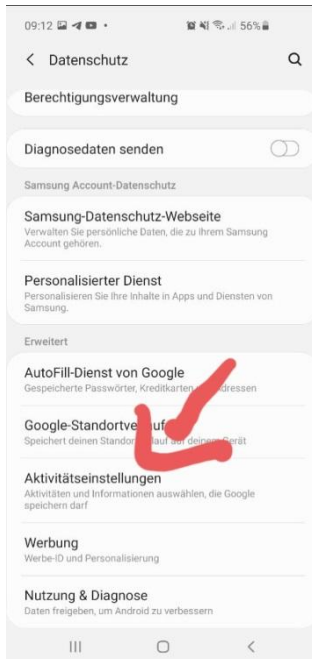 09:12 56%
Datenschutz
Berechtigungsverwaltung
Diagnosedaten senden
Samsung Account-Datenschutz
Samsung-Datenschutz-Webseite
Verwalten Sie persönliche Daten, die zu Ihrem Samsung
Account gehören.
Personalisierter Dienst
Personalisieren Sie Ihre Inhalte in Apps und Diensten von
Samsung.
Erweitert
AutoFill-Dienst von Google
Gespeicherte Passwörter, Kreditkarten
Gerät
Speichert deinen auf
Aktivitätseinstellungen
Aktivitäten und Informationen auswählen, die Google
speichern darf
Werbung
Werbe-ID und Personalisierung
Nutzung & Diagnose
Daten freigeben, um Android zu verbessern